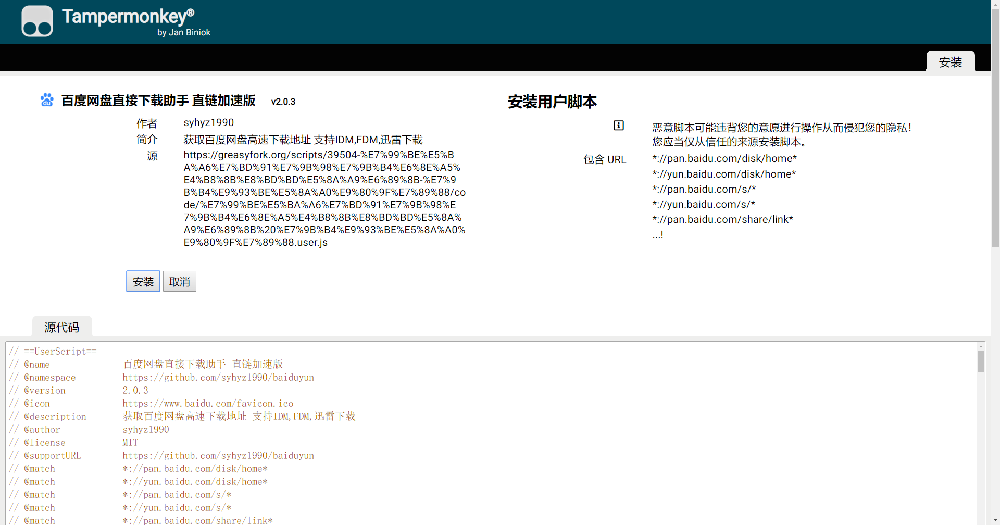 Tampermonkey®
by Jan Biniok
安装
百度网盘直接下载助手 直链加速版 v2.0.3
作者 syhyz1990
简介 获取百度网盘高速下载地址 支持IDM,FDM,迅雷下载
源 https://greasyfork.org/scripts/39504-%E7%99%BE%E5%B
A%A6%E7%BD%91%E7%9B%98%E7%9B%B4%E6%8E%A5%
E4%B8%8B%E8%BD%BD%E5%8A%A9%E6%89%8B-%E7%9
B%B4%E9%93%BE%E5%8A%A0%E9%80%9F%E7%89%88/co
de/%E7%99%BE%E5%BA%A6%E7%BD%91%E7%9B%98%E
7%9B%B4%E6%8E%A5%E4%B8%8B%E8%BD%BD%E5%8A%
A9%E6%89%8B%20%E7%9B%B4%E9%93%BE%E5%8A%A0%
E9%80%9F%E7%89%88.user.js
安装 取消
安装用户脚本
恶意脚本可能违背您的意愿进行操作从而侵犯您的隐私！
您应当仅从信任的来源安装脚本。
包含 URL *://pan.baidu.com/disk/home*
*://yun.baidu.com/disk/home*
*://pan.baidu.com/s/*
*://yun.baidu.com/s/*
*://pan.baidu.com/share/link*
...!
源代码
// ==UserScript==
// @name 百度网盘直接下载助手 直链加速版
// @namespace https://github.com/syhyz1990/baiduyun
// @version 2.0.3
// @icon https://www.baidu.com/favicon.ico
// @description 获取百度网盘高速下载地址 支持IDM,FDM,迅雷下载
// @author syhyz1990
// @license MIT
// @supportURL https://github.com/syhyz1990/baiduyun
// @match *://pan.baidu.com/disk/home*
// @match *://yun.baidu.com/disk/home*
// @match *://pan.baidu.com/s/*
// @match *://yun.baidu.com/s/*
// @match *://pan.baidu.com/share/link*